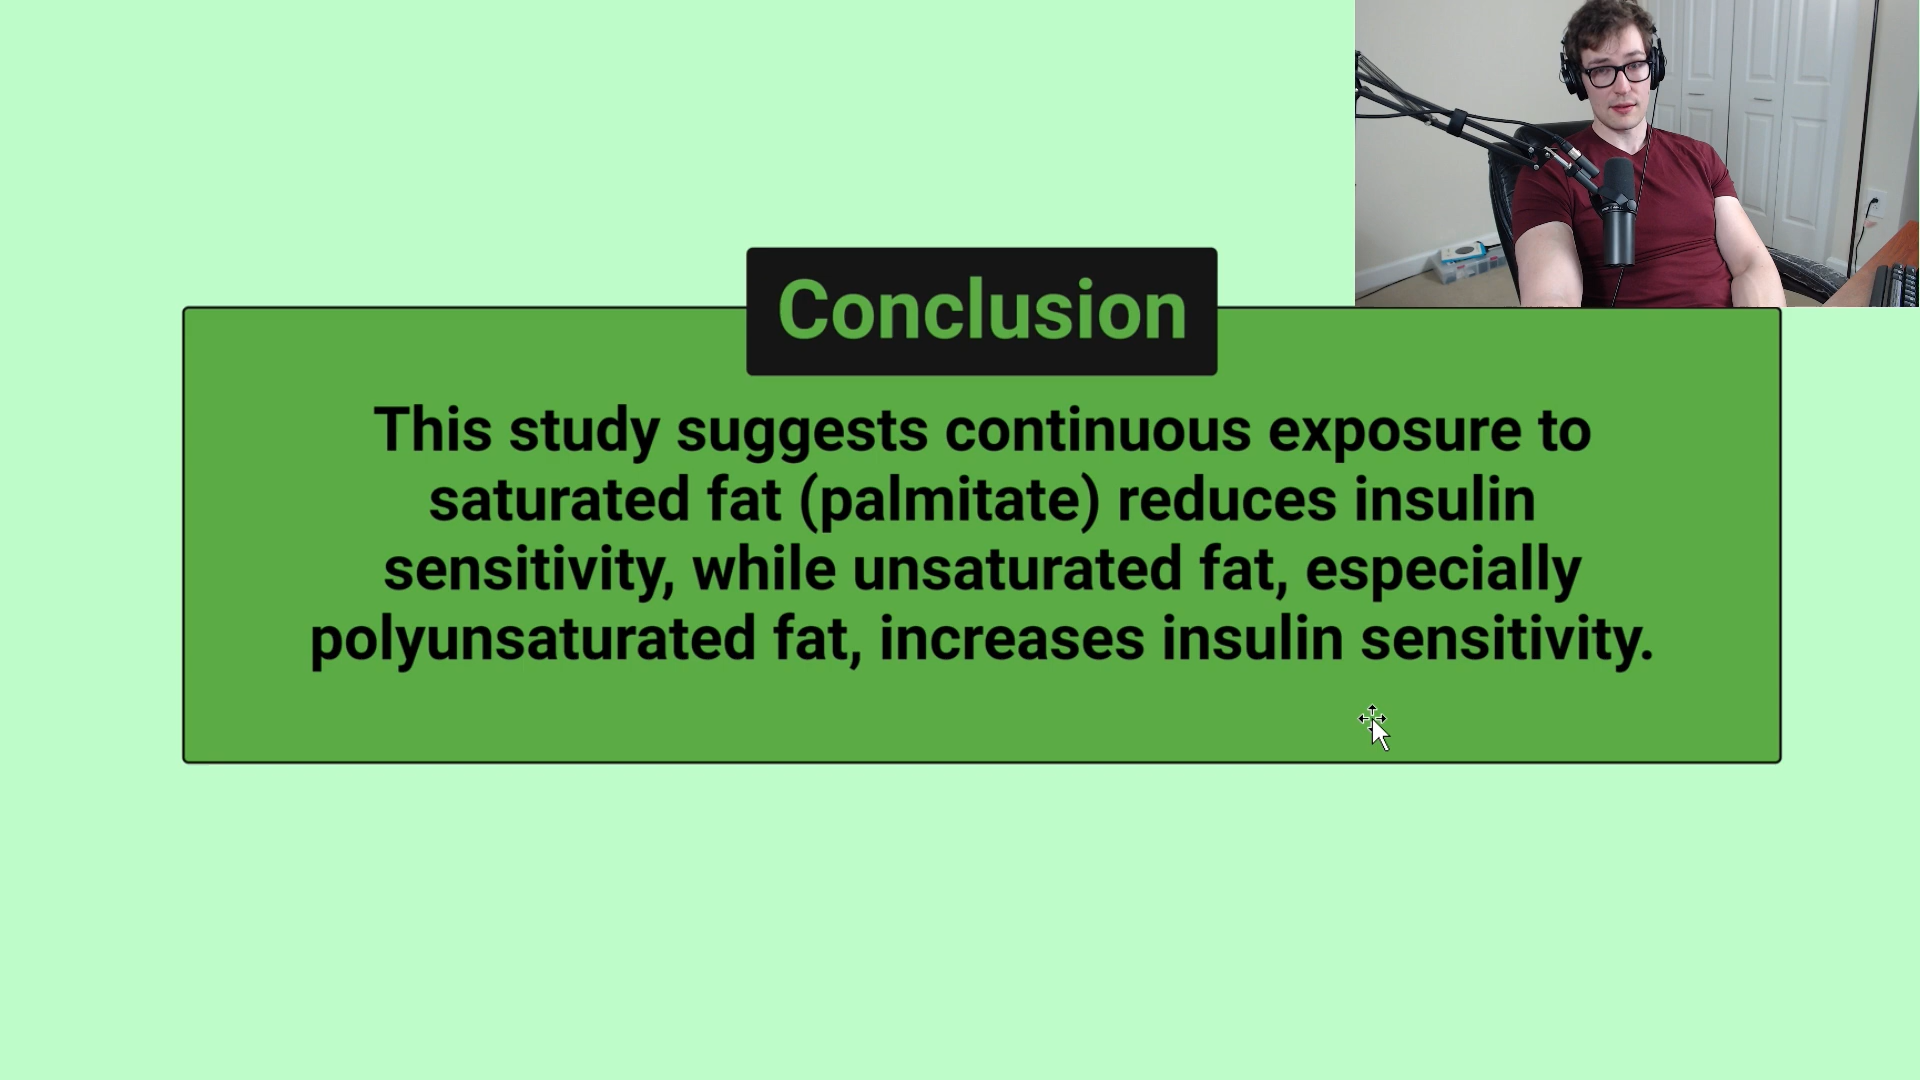 Conclusion
This study suggests continuous exposure to
saturated fat (palmitate) reduces insulin
sensitivity, while unsaturated fat, especially
polyunsaturated fat, increases insulin sensitivity.